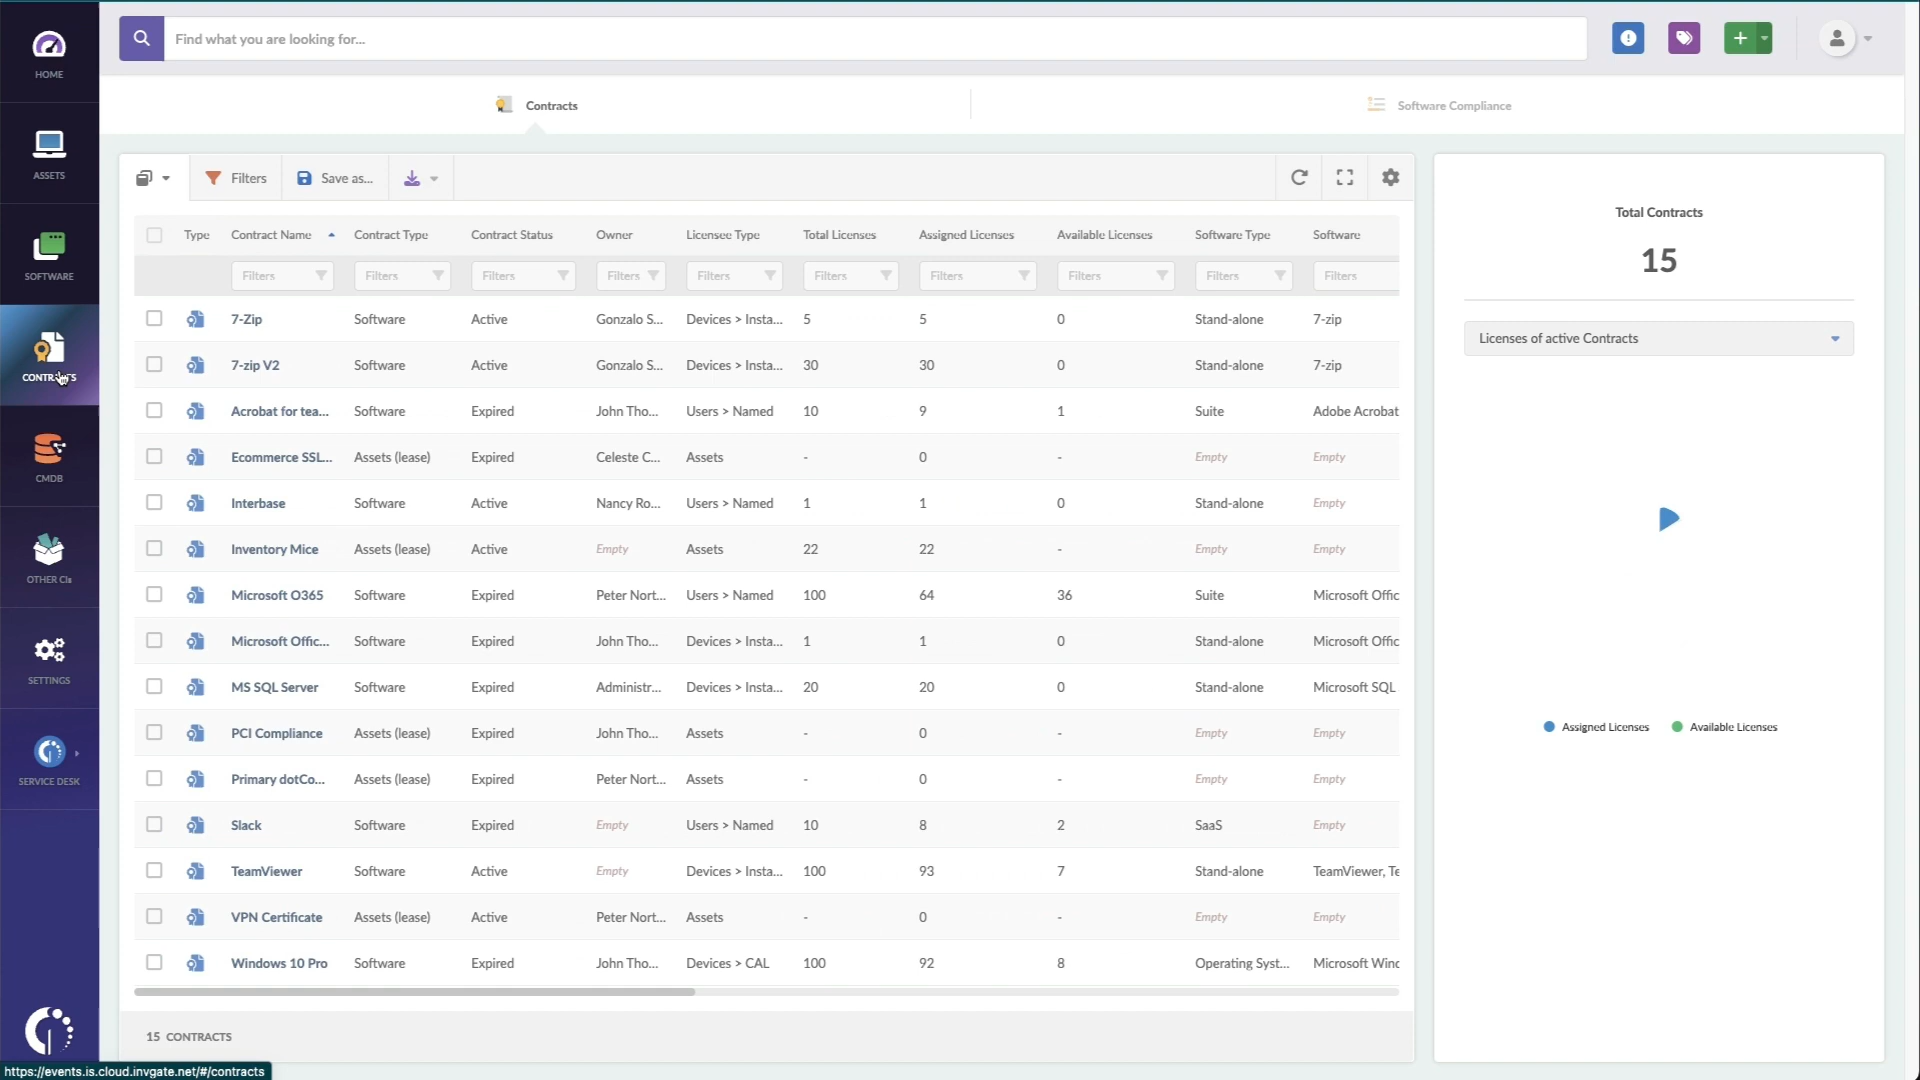 Find what you are looking for...
HOME
ASSETS
SOFTWARE
CONTRACTS
CMDB
OTHER CIs
SETTINGS
SERVICE DESK
Contracts
Software Compliance
Filters Save as...
Type Contract Name Contract Type Contract Status Owner Licensee Type Total Licenses Assigned Licenses Available Licenses Software Type Software
Filters Filters Filters Filters Filters Filters Filters Filters Filters Filters
7-Zip Software Active Gonzalo S... Devices > Insta... 5 5 0 Stand-alone 7-zip
7-zip V2 Software Active Gonzalo S... Devices > Insta... 30 30 0 Stand-alone 7-zip
Acrobat for tea... Software Expired John Tho... Users > Named 10 9 1 Suite Adobe Acrobat
Ecommerce SSL... Assets (lease) Expired Celeste C... Assets - 0 - Empty Empty
Interbase Software Active Nancy Ro... Users > Named 1 1 0 Stand-alone Empty
Inventory Mice Assets (lease) Active Empty Assets 22 22 - Empty Empty
Microsoft O365 Software Expired Peter Nort... Users > Named 100 64 36 Suite Microsoft Offic
Microsoft Offic... Software Expired John Tho... Devices > Insta... 1 1 0 Stand-alone Microsoft Offic
MS SQL Server Software Expired Administr... Devices > Insta... 20 20 0 Stand-alone Microsoft SQL
PCI Compliance Assets (lease) Expired John Tho... Assets - 0 - Empty Empty
Primary dotCo... Assets (lease) Expired Peter Nort... Assets - 0 - Empty Empty
Slack Software Expired Empty Users > Named 10 8 2 SaaS Empty
TeamViewer Software Active Empty Devices > Insta... 100 93 7 Stand-alone TeamViewer, Te
VPN Certificate Assets (lease) Active Peter Nort... Assets - 0 - Empty Empty
Windows 10 Pro Software Expired John Tho... Devices > CAL 100 92 8 Operating Syst... Microsoft Winc
15 CONTRACTS
Total Contracts
15
Licenses of active Contracts
Assigned Licenses Available Licenses
https://events.is.cloud.invgate.net/#/contracts